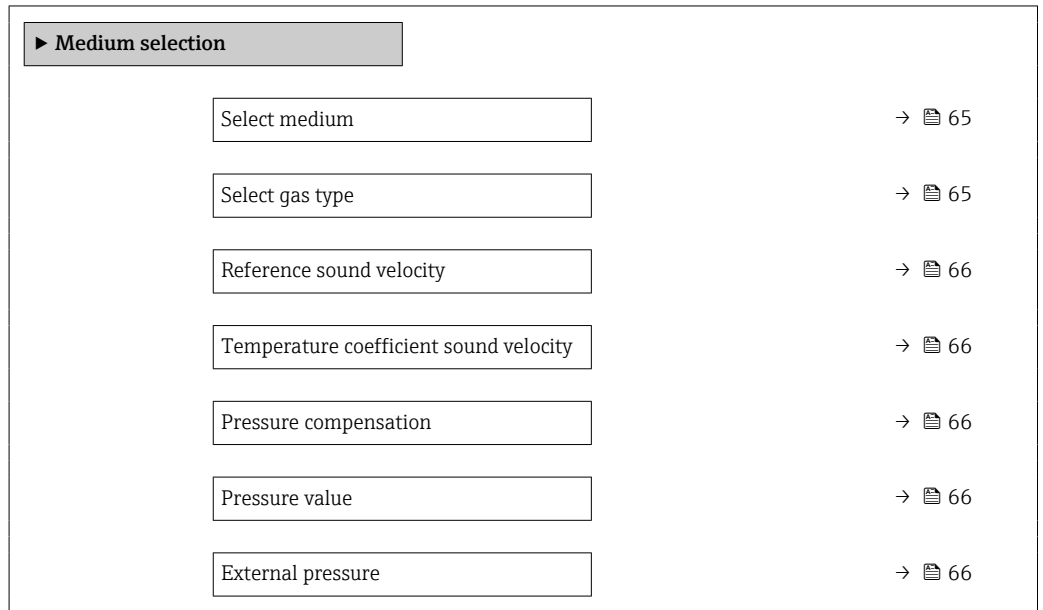 ▶ Medium selection
Select medium → 65
Select gas type → 65
Reference sound velocity → 66
Temperature coefficient sound velocity → 66
Pressure compensation → 66
Pressure value → 66
External pressure → 66